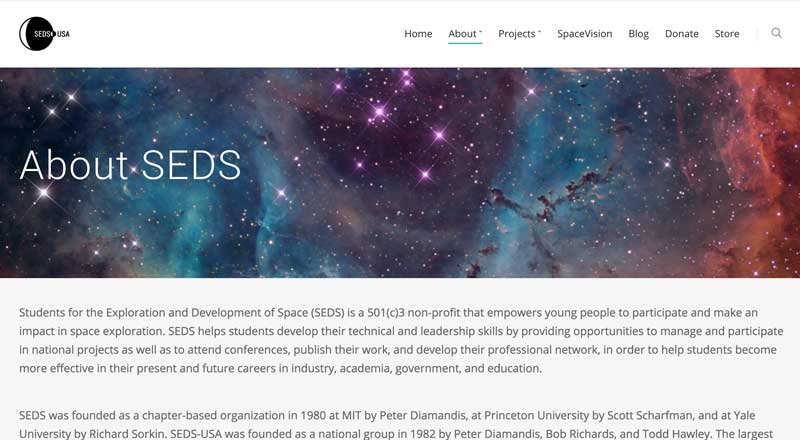 SEDS USA
Home About Projects SpaceVision Blog Donate Store
About SEDS
Students for the Exploration and Development of Space (SEDS) is a 501(c)3 non-profit that empowers young people to participate and make an
impact in space exploration. SEDS helps students develop their technical and leadership skills by providing opportunities to manage and participate
in national projects as well as to attend conferences, publish their work, and develop their professional network, in order to help students become
more effective in their present and future careers in industry, academia, government, and education.
SEDS was founded as a chapter-based organization in 1980 at MIT by Peter Diamandis, at Princeton University by Scott Scharfman, and at Yale
University by Richard Sorkin. SEDS-USA was founded as a national group in 1982 by Peter Diamandis, Bob Richards, and Todd Hawley. The largest